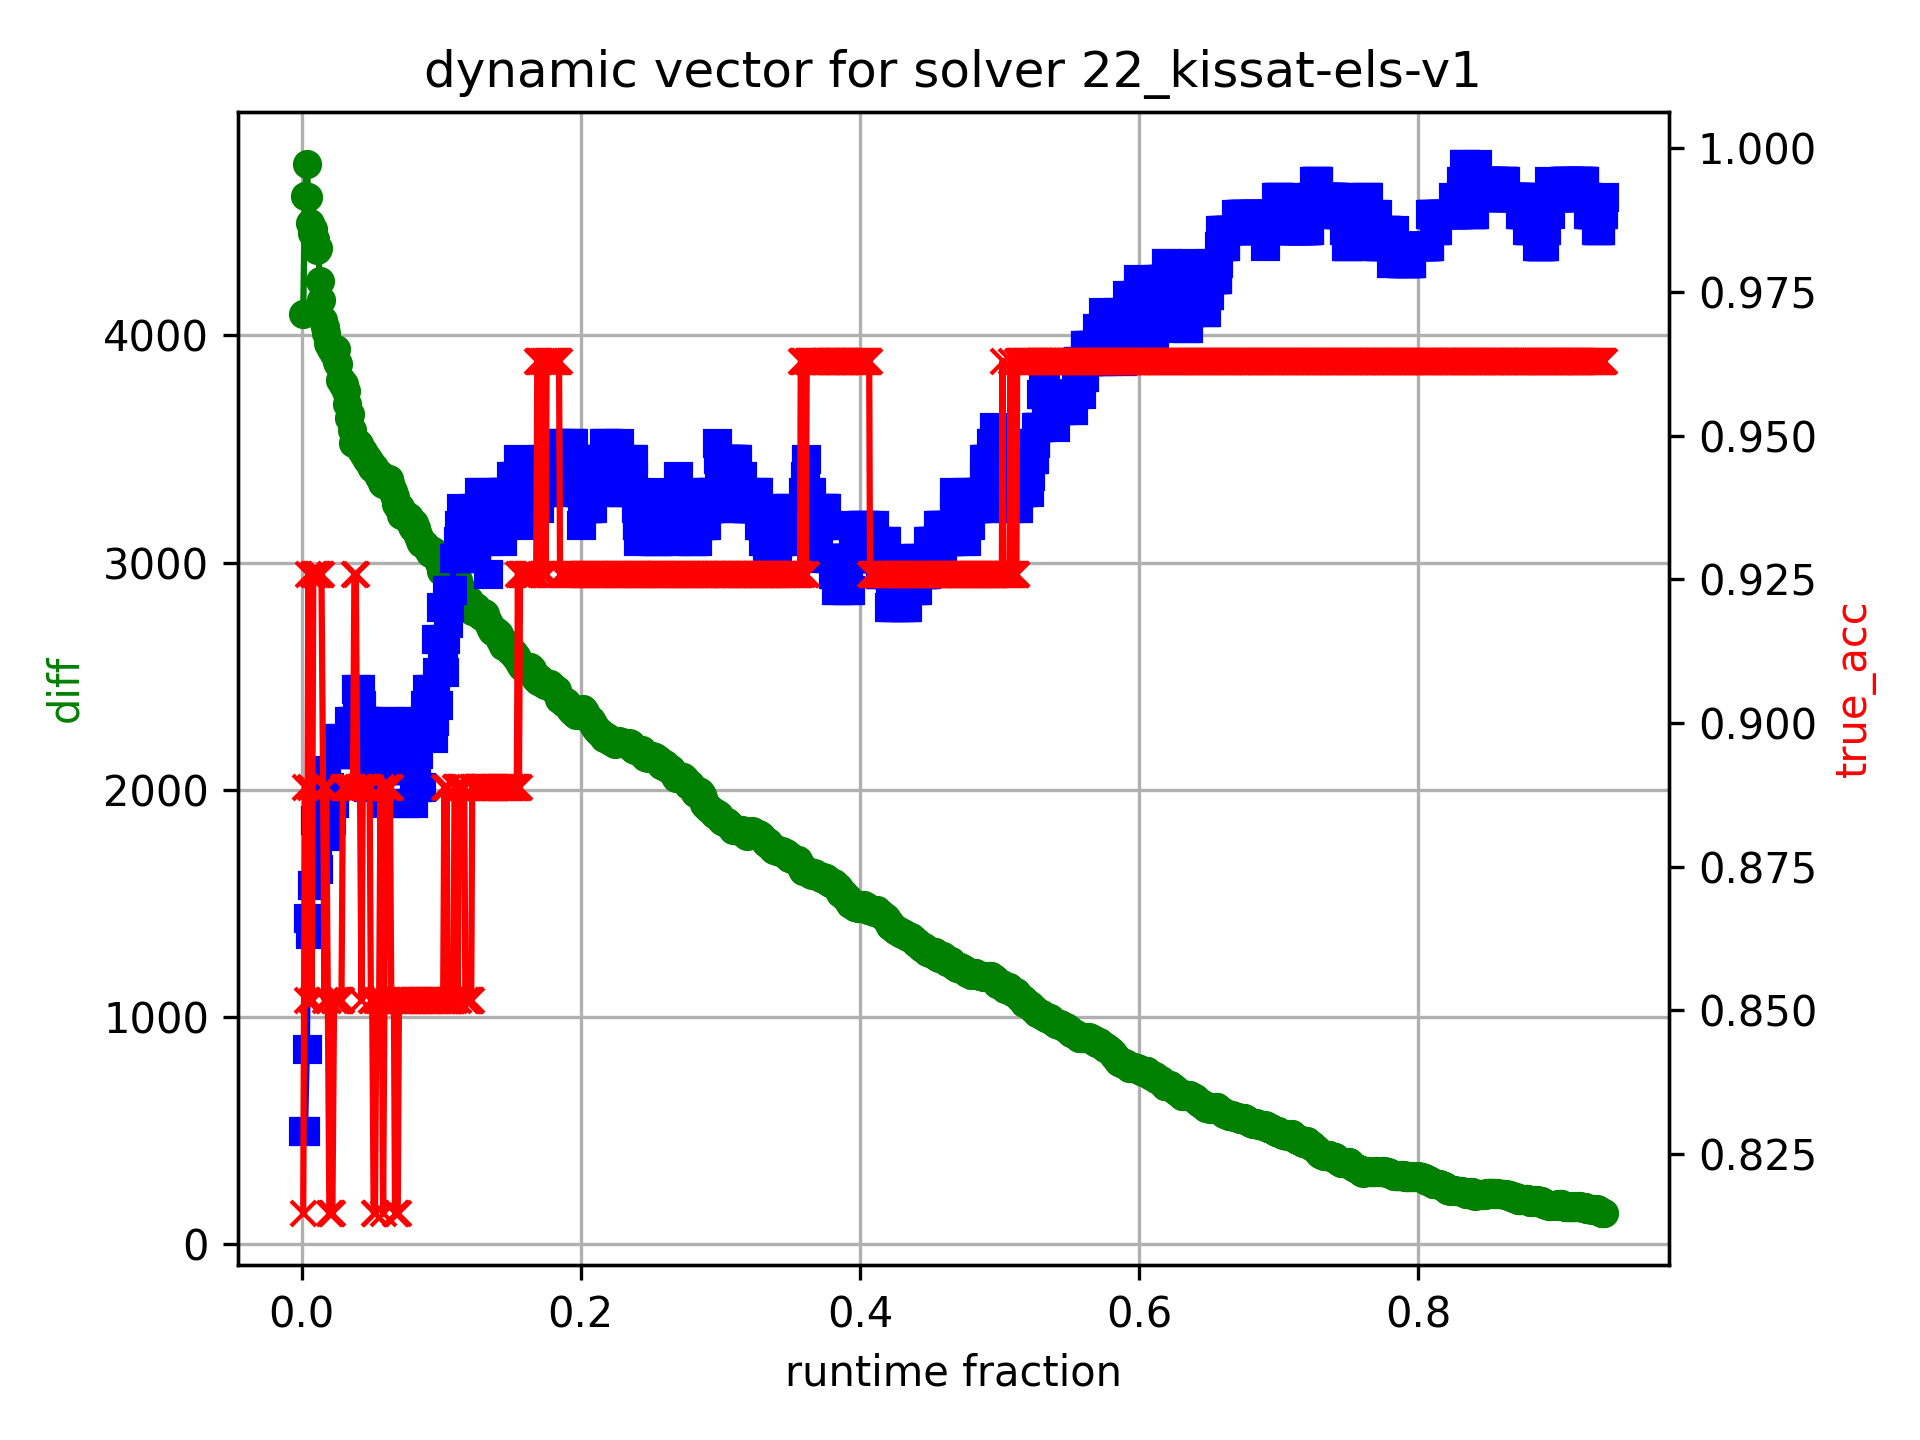 dynamic vector for solver 22_kissat-els-v1
4000
3000
2000
1000
0
diff
1.000
0.975
0.950
0.925
0.900
0.875
0.850
0.825
true_acc
0.0 0.2 0.4 0.6 0.8
runtime fraction